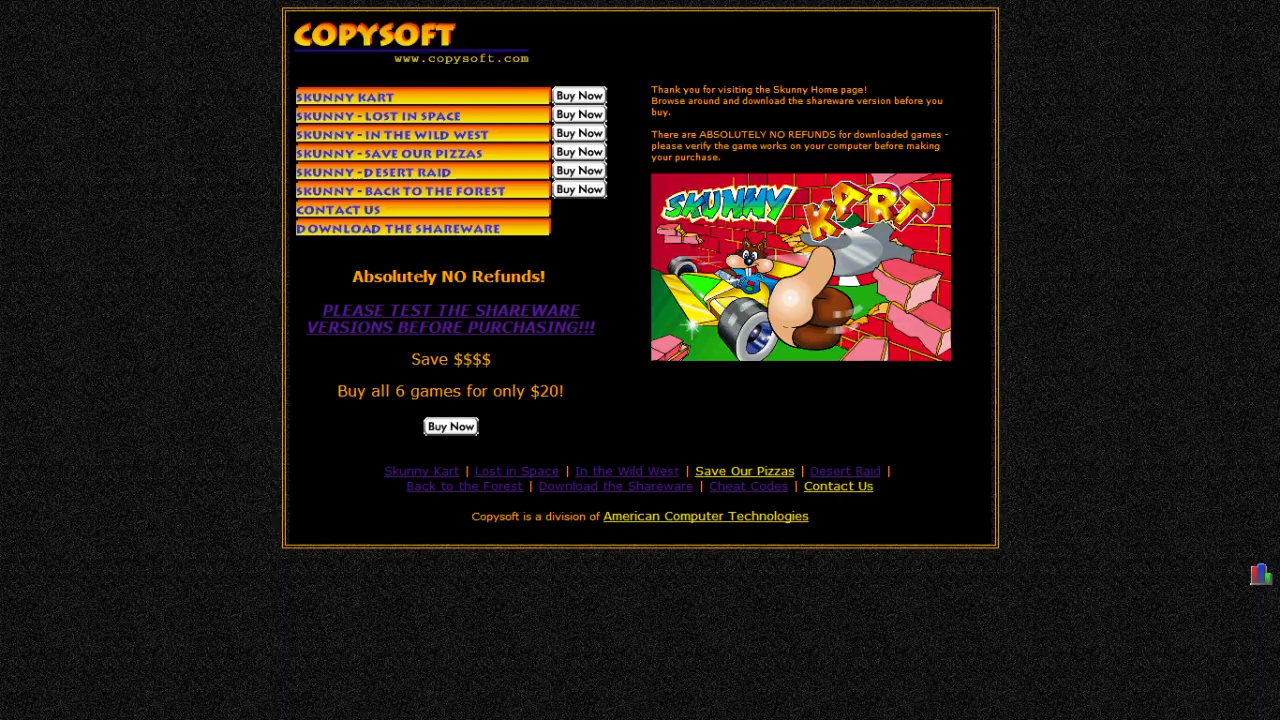 COPYSOFT
www.copysoft.com
SKUNNY KART Buy Now
SKUNNY - LOST IN SPACE Buy Now
SKUNNY - IN THE WILD WEST Buy Now
SKUNNY - SAVE OUR PIZZAS Buy Now
SKUNNY - DESERT RAID Buy Now
SKUNNY - BACK TO THE FOREST Buy Now
CONTACT US
DOWNLOAD THE SHAREWARE
Absolutely NO Refunds!
PLEASE TEST THE SHAREWARE
VERSIONS BEFORE PURCHASING!!!
Save $$$$
Buy all 6 games for only $20!
Buy Now
Thank you for visiting the Skunny Home page!
Browse around and download the shareware version before you
buy.
There are ABSOLUTELY NO REFUNDS for downloaded games -
please verify the game works on your computer before making
your purchase.
SKUNNY KART
Skunny Kart | Lost in Space | In the Wild West | Save Our Pizzas | Desert Raid |
Back to the Forest | Download the Shareware | Cheat Codes | Contact Us
Copysoft is a division of American Computer Technologies